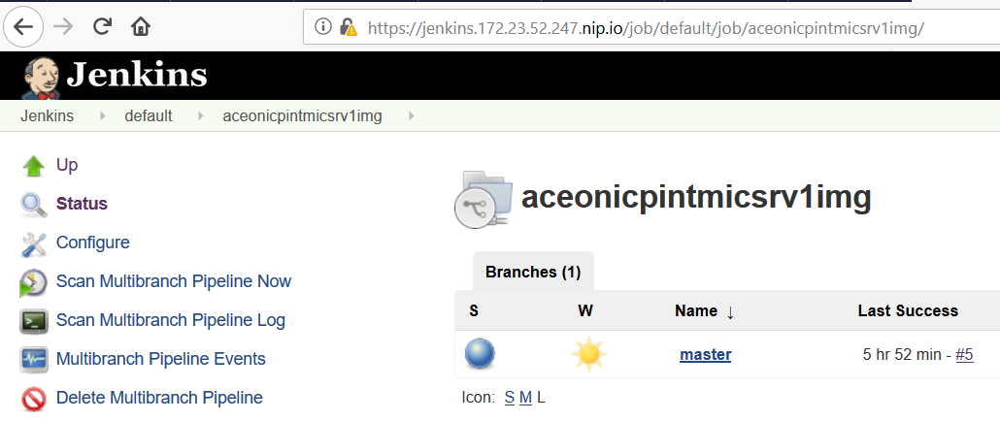 https://jenkins.172.23.52.247.nip.io/job/default/job/aceonicpintmicsrv1img/
Jenkins
Jenkins default aceonicpintmicsrv1img
Up
Status
Configure
Scan Multibranch Pipeline Now
Scan Multibranch Pipeline Log
Multibranch Pipeline Events
Delete Multibranch Pipeline
aceonicpintmicsrv1img
Branches (1)
S W Name ↓ Last Success
master 5 hr 52 min - #5
Icon: S M L